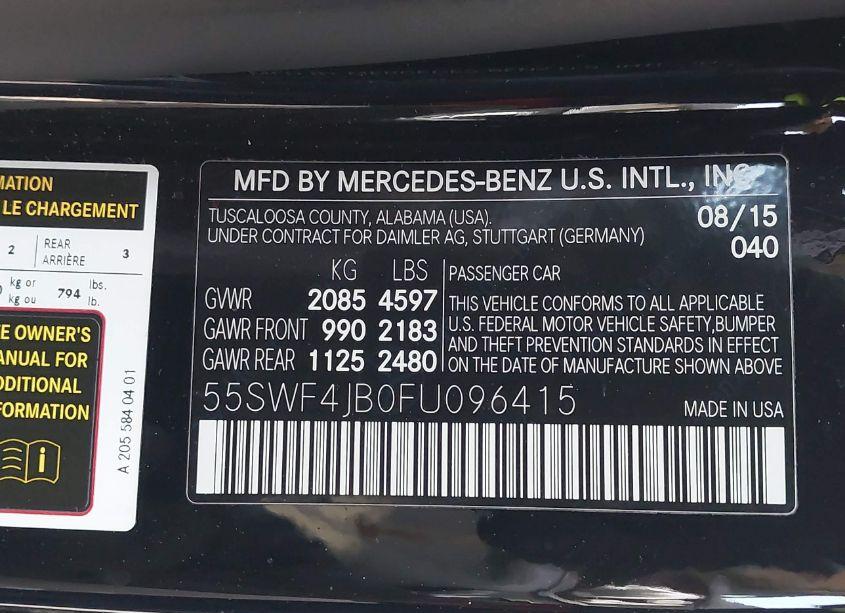 MATION
LE CHARGEMENT
2 REAR ARRIÈRE 3
kg or kg ou 794 lbs. lb.
OWNER'S
ANUAL FOR
DDITIONAL
FORMATION
A 205 584 04 01
MFD BY MERCEDES-BENZ U.S. INTL., INC
TUSCALOOSA COUNTY, ALABAMA (USA).
UNDER CONTRACT FOR DAIMLER AG, STUTTGART (GERMANY)
08/15
040
KG LBS
GVWR 2085 4597
GAWR FRONT 990 2183
GAWR REAR 1125 2480
PASSENGER CAR
THIS VEHICLE CONFORMS TO ALL APPLICABLE
U.S. FEDERAL MOTOR VEHICLE SAFETY,BUMPER
AND THEFT PREVENTION STANDARDS IN EFFECT
ON THE DATE OF MANUFACTURE SHOWN ABOVE
55SWF4JB0FU096415
MADE IN USA